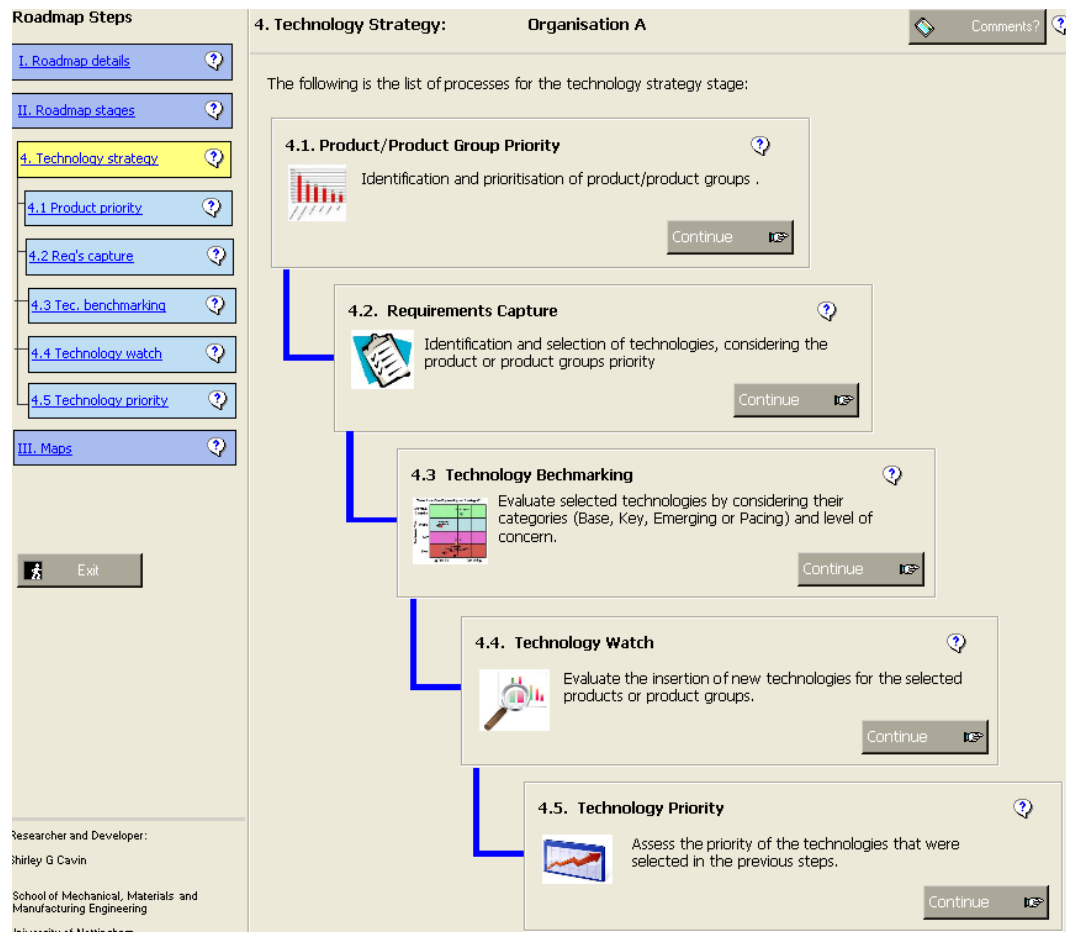 Roadmap Steps
I. Roadmap details
II. Roadmap stages
4. Technology strategy
4.1 Product priority
4.2 Req's capture
4.3 Tec. benchmarking
4.4 Technology watch
4.5 Technology priority
III. Maps
Exit
Researcher and Developer:
Shirley G Cavin
School of Mechanical, Materials and
Manufacturing Engineering
University of Nottingham
4. Technology Strategy: Organisation A
Comments?
The following is the list of processes for the technology strategy stage:
4.1. Product/Product Group Priority
Identification and prioritisation of product/product groups .
Continue
4.2. Requirements Capture
Identification and selection of technologies, considering the
product or product groups priority
Continue
4.3 Technology Bechmarking
Evaluate selected technologies by considering their
categories (Base, Key, Emerging or Pacing) and level of
concern.
Continue
4.4. Technology Watch
Evaluate the insertion of new technologies for the selected
products or product groups.
Continue
4.5. Technology Priority
Assess the priority of the technologies that were
selected in the previous steps.
Continue